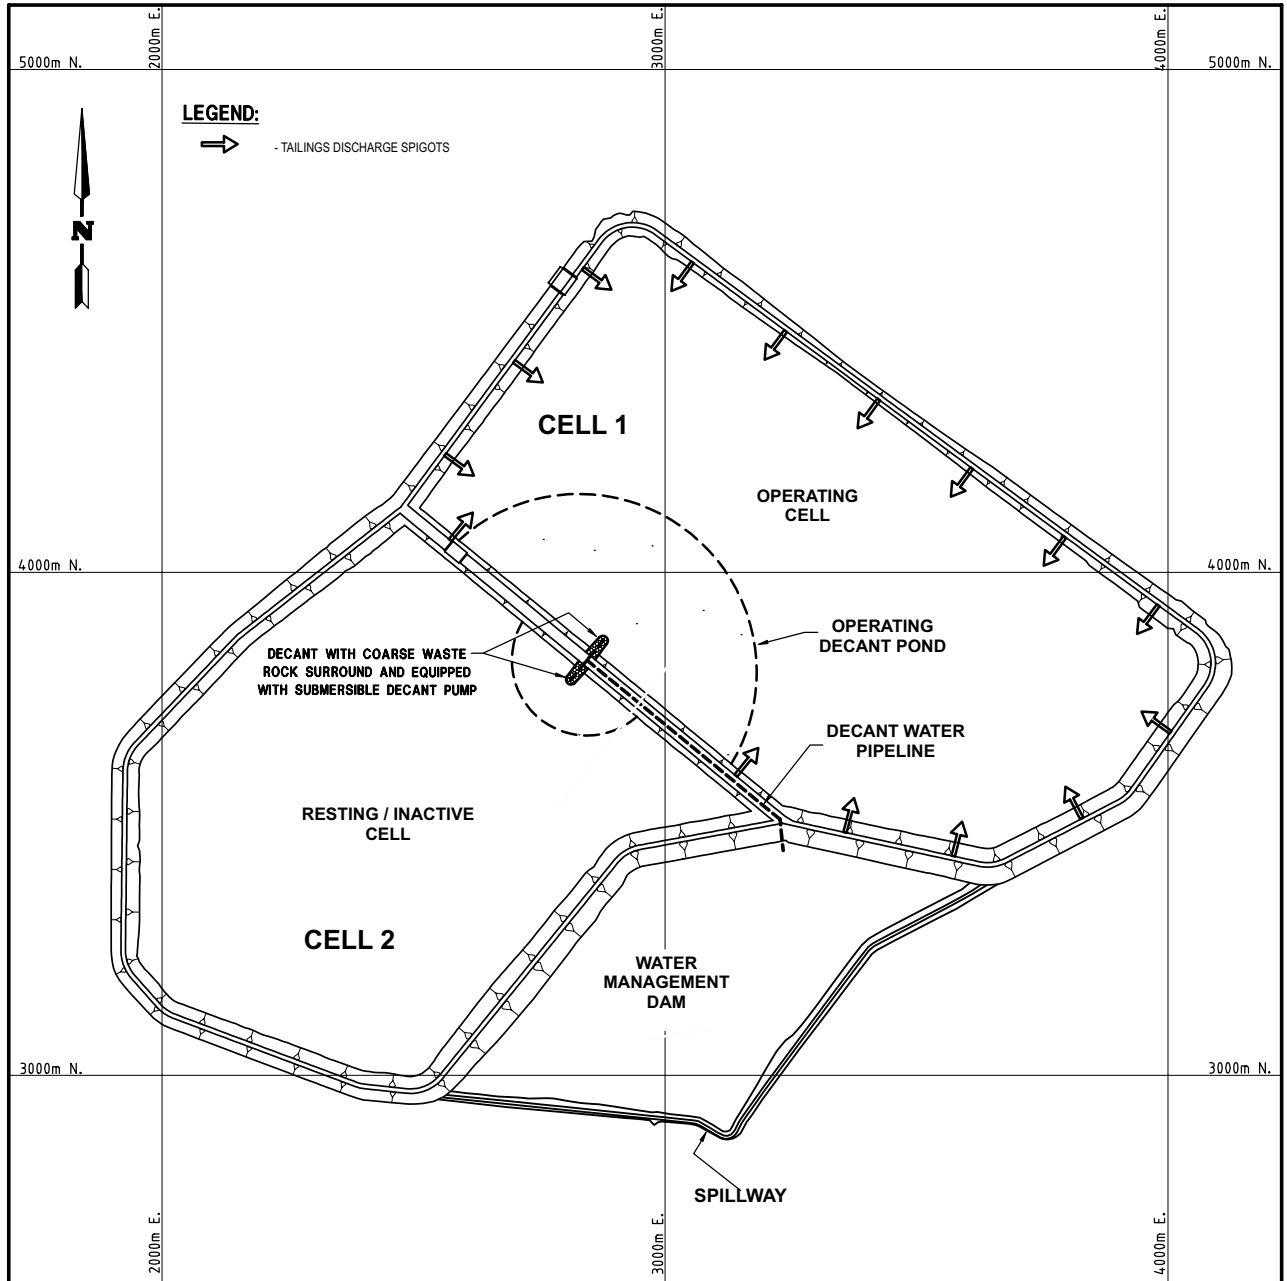 2000m E.
3000m E.
4000m E.
5000m N.
5000m N.
LEGEND:
- TAILINGS DISCHARGE SPIGOTS
N
CELL 1
OPERATING
CELL
4000m N.
4000m N.
OPERATING
DECANT POND
DECANT WITH COARSE WASTE
ROCK SURROUND AND EQUIPPED
WITH SUBMERSIBLE DECANT PUMP
DECANT WATER
PIPELINE
RESTING / INACTIVE
CELL
CELL 2
WATER
MANAGEMENT
DAM
3000m N.
3000m N.
SPILLWAY
2000m E.
3000m E.
4000m E.